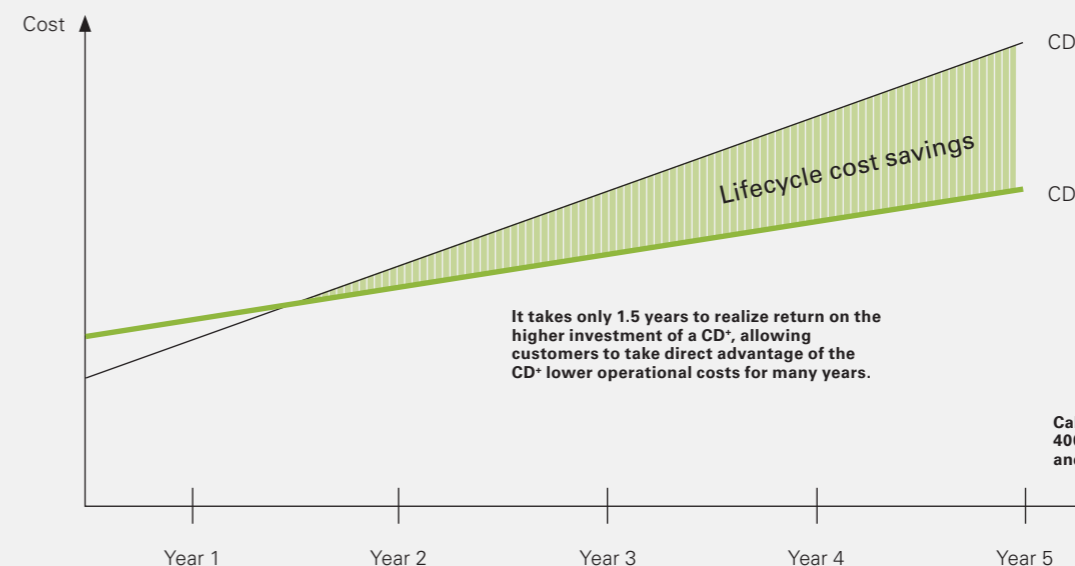 Cost
CD
Lifecycle cost savings
CD
It takes only 1.5 years to realize return on the
higher investment of a CD⁺, allowing
customers to take direct advantage of the
CD⁺ lower operational costs for many years.
Year 1 Year 2 Year 3 Year 4 Year 5